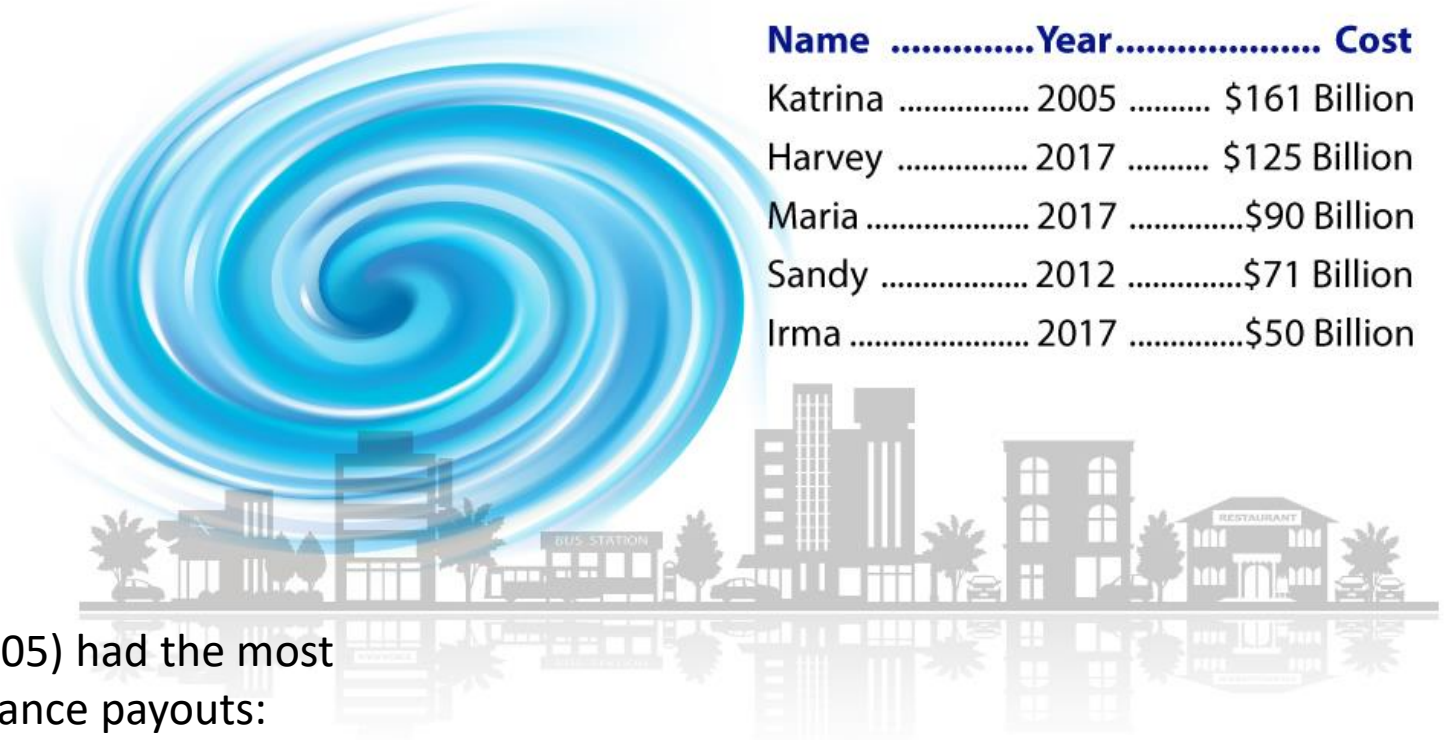 Name ..............Year.................... Cost
Katrina ................ 2005 .......... $161 Billion
Harvey ................ 2017 .......... $125 Billion
Maria .................... 2017 ..............$90 Billion
Sandy .................. 2012 ..............$71 Billion
Irma ...................... 2017 ..............$50 Billion
RESTAURANT
BUS STATION
05) had the most
ance payouts: